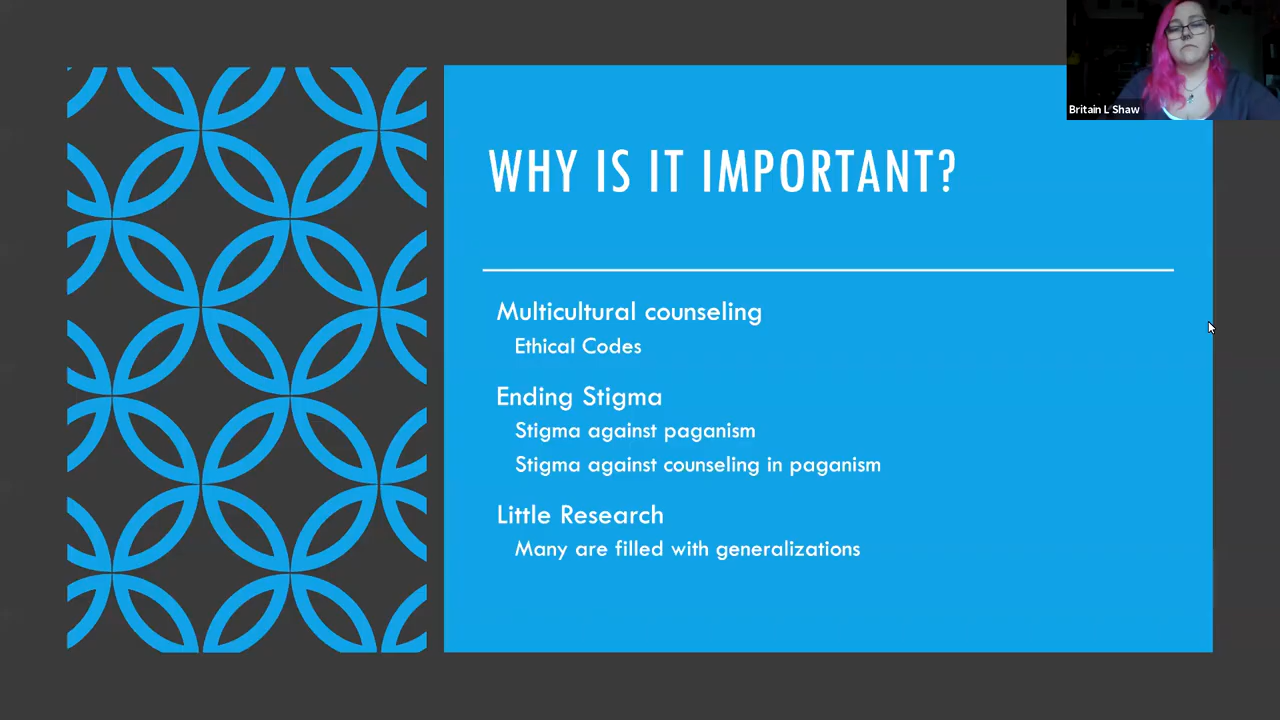 Britain L Shaw
WHY IS IT IMPORTANT?
Multicultural counseling
Ethical Codes
Ending Stigma
Stigma against paganism
Stigma against counseling in paganism
Little Research
Many are filled with generalizations